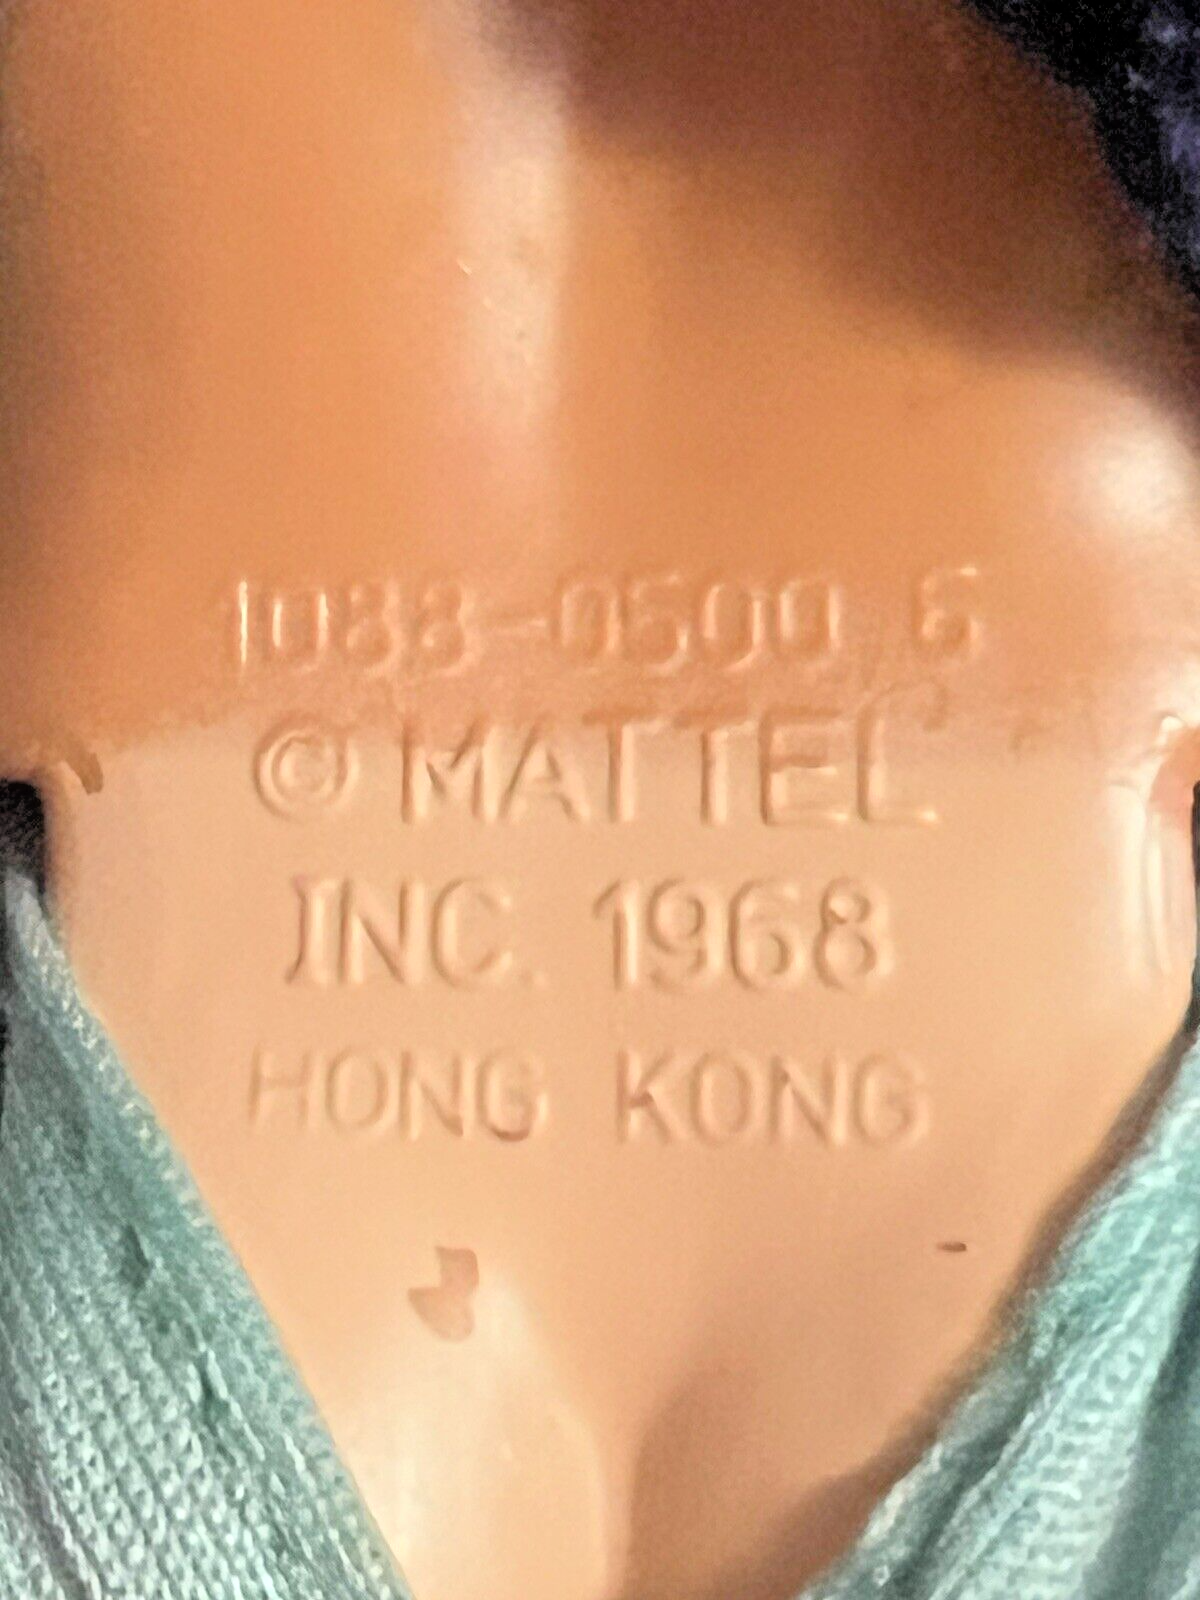 1088-0500 6
© MATTEL
INC. 1968
HONG KONG